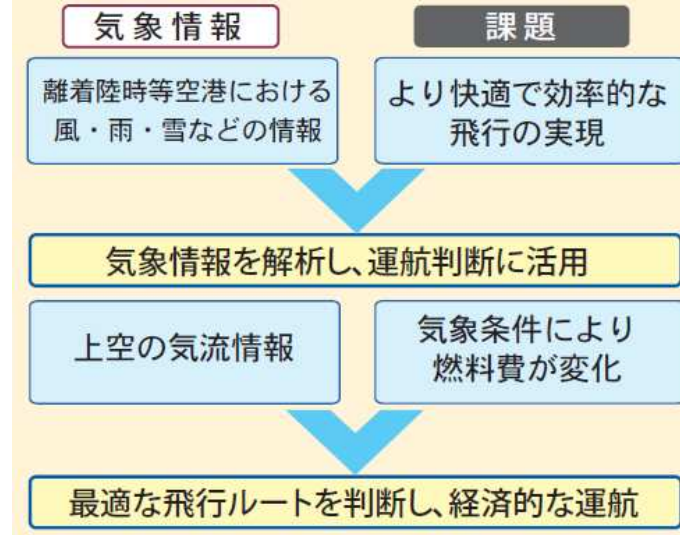 気象情報
課題
離着陸時等空港における
風・雨・雪などの情報
より快適で効率的な
飛行の実現
気象情報を解析し、運航判断に活用
上空の気流情報
気象条件により
燃料費が変化
最適な飛行ルートを判断し、経済的な運航